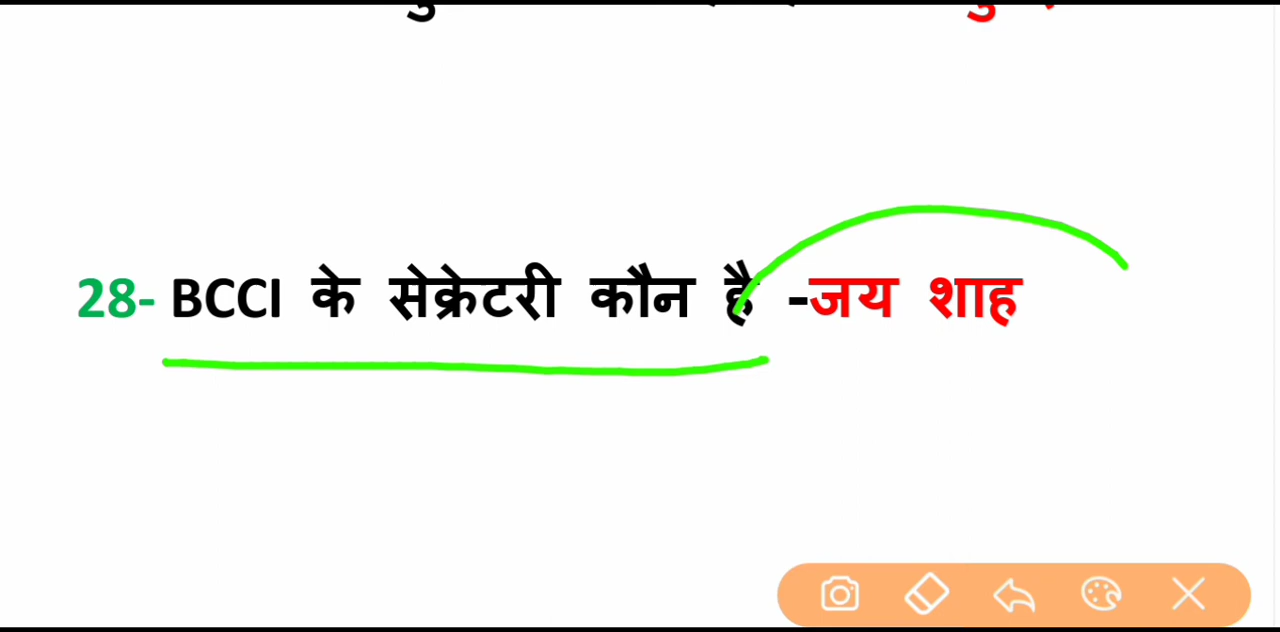 28- BCCI के सेक्रेटरी कौन है -जय शाह